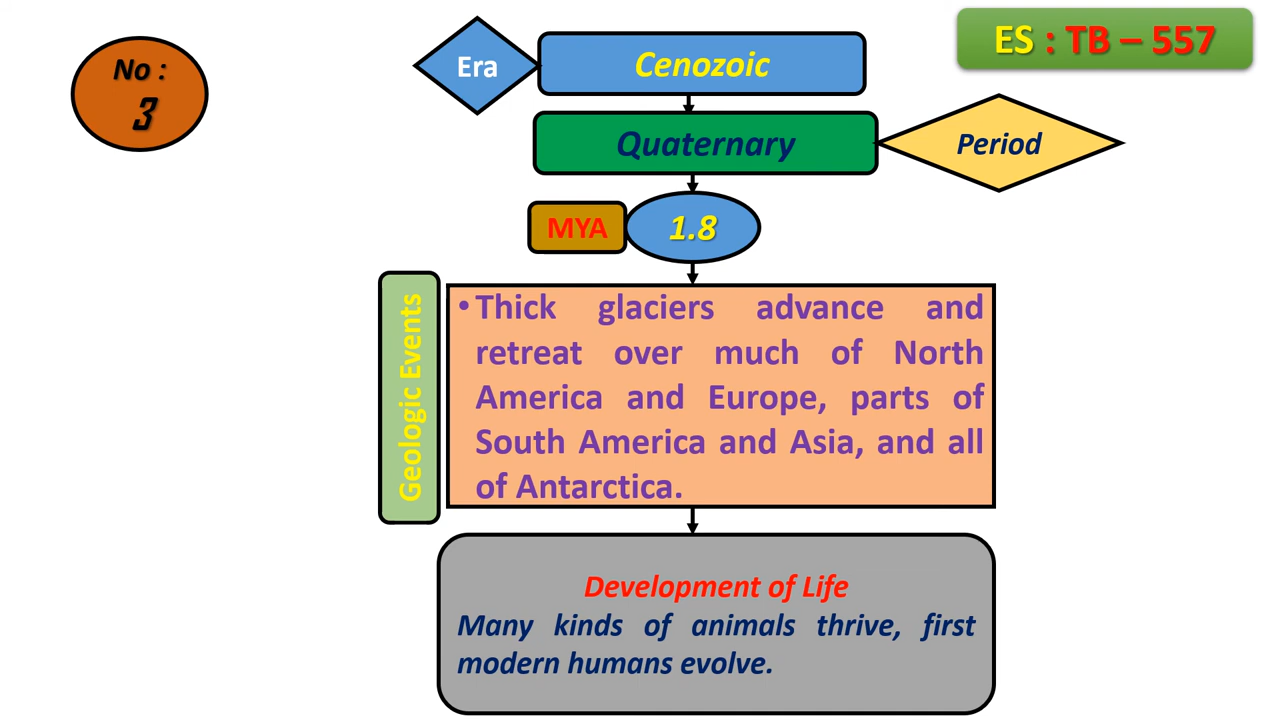 No :
3
Era
Cenozoic
ES : TB – 557
Quaternary
Period
MYA
1.8
Geologic Events
• Thick glaciers advance and
retreat over much of North
America and Europe, parts of
South America and Asia, and all
of Antarctica.
Development of Life
Many kinds of animals thrive, first
modern humans evolve.